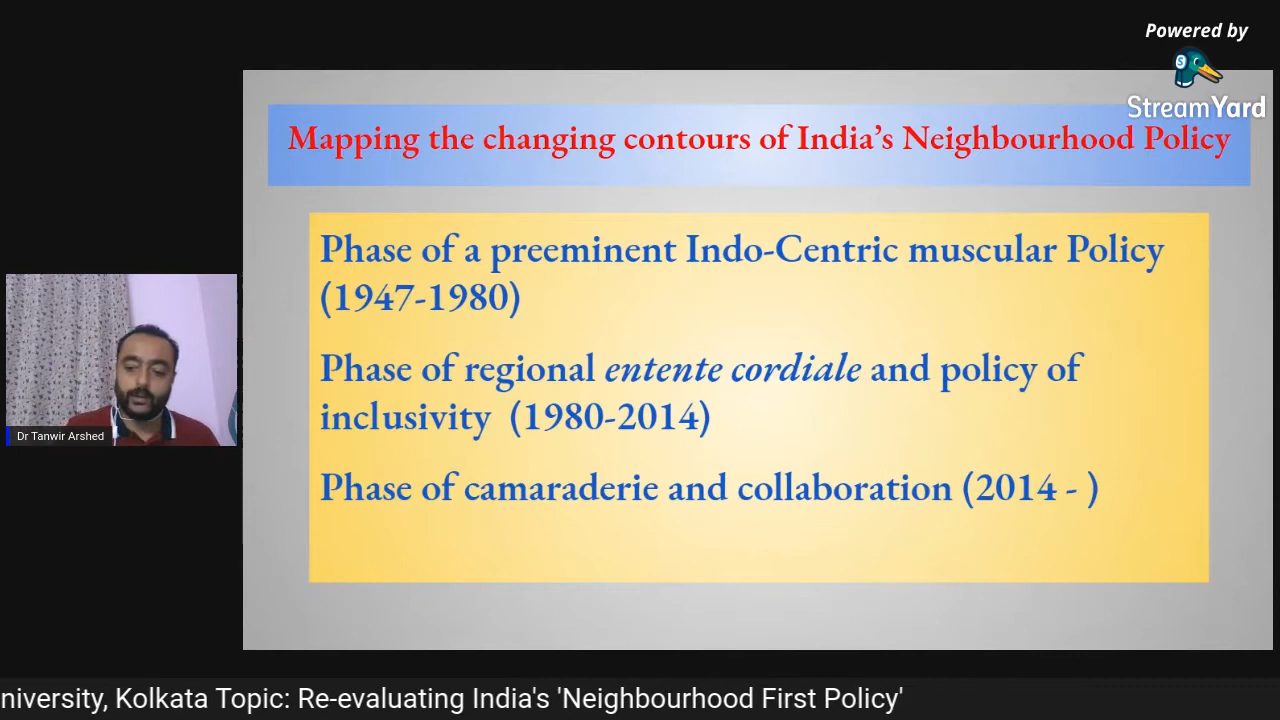 Powered by
StreamYard
Mapping the changing contours of India’s Neighbourhood Policy
Phase of a preeminent Indo-Centric muscular Policy
(1947-1980)
Phase of regional entente cordiale and policy of
inclusivity (1980-2014)
Phase of camaraderie and collaboration (2014 - )
Dr Tanwir Arshed
niversity, Kolkata Topic: Re-evaluating India's 'Neighbourhood First Policy'